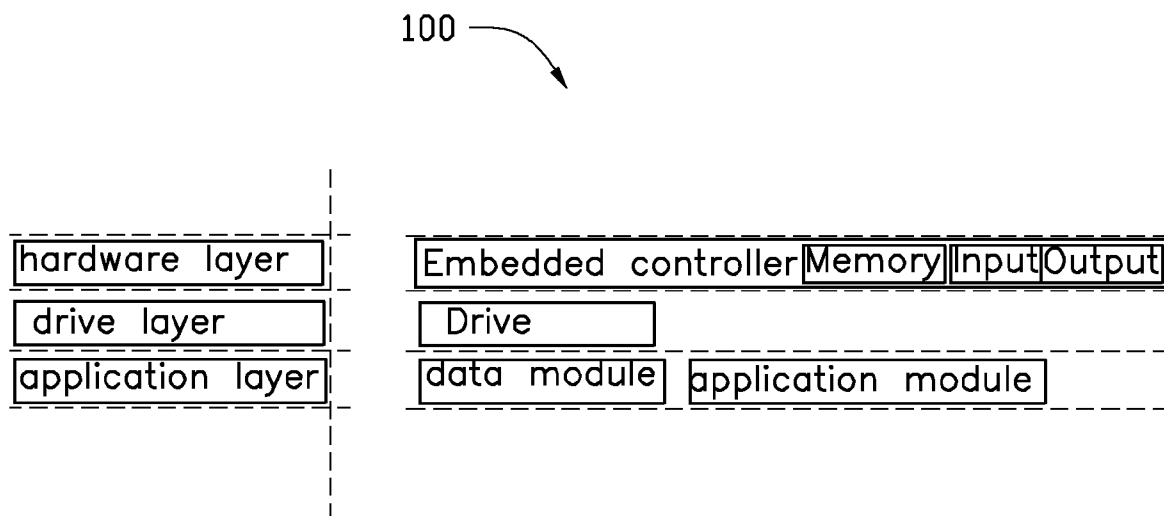 100
hardware layer Embedded controller Memory Input Output
drive layer Drive
application layer data module application module